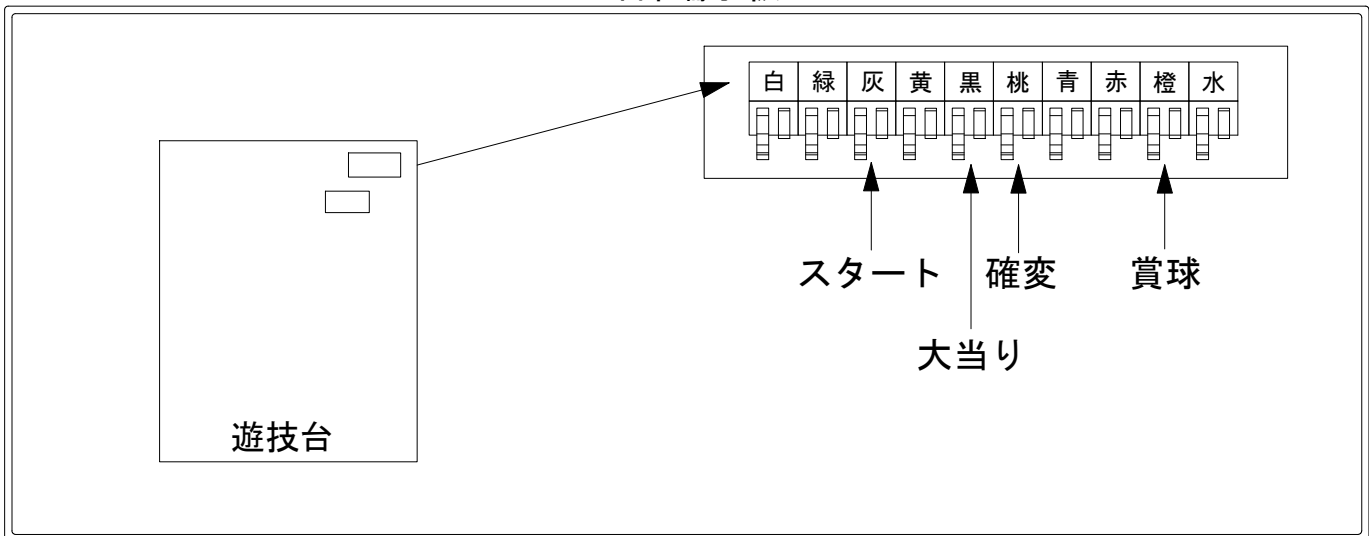 白 緑 灰 黄 黒 桃 青 赤 橙 水
スタート 確変 賞球
大当り
遊技台